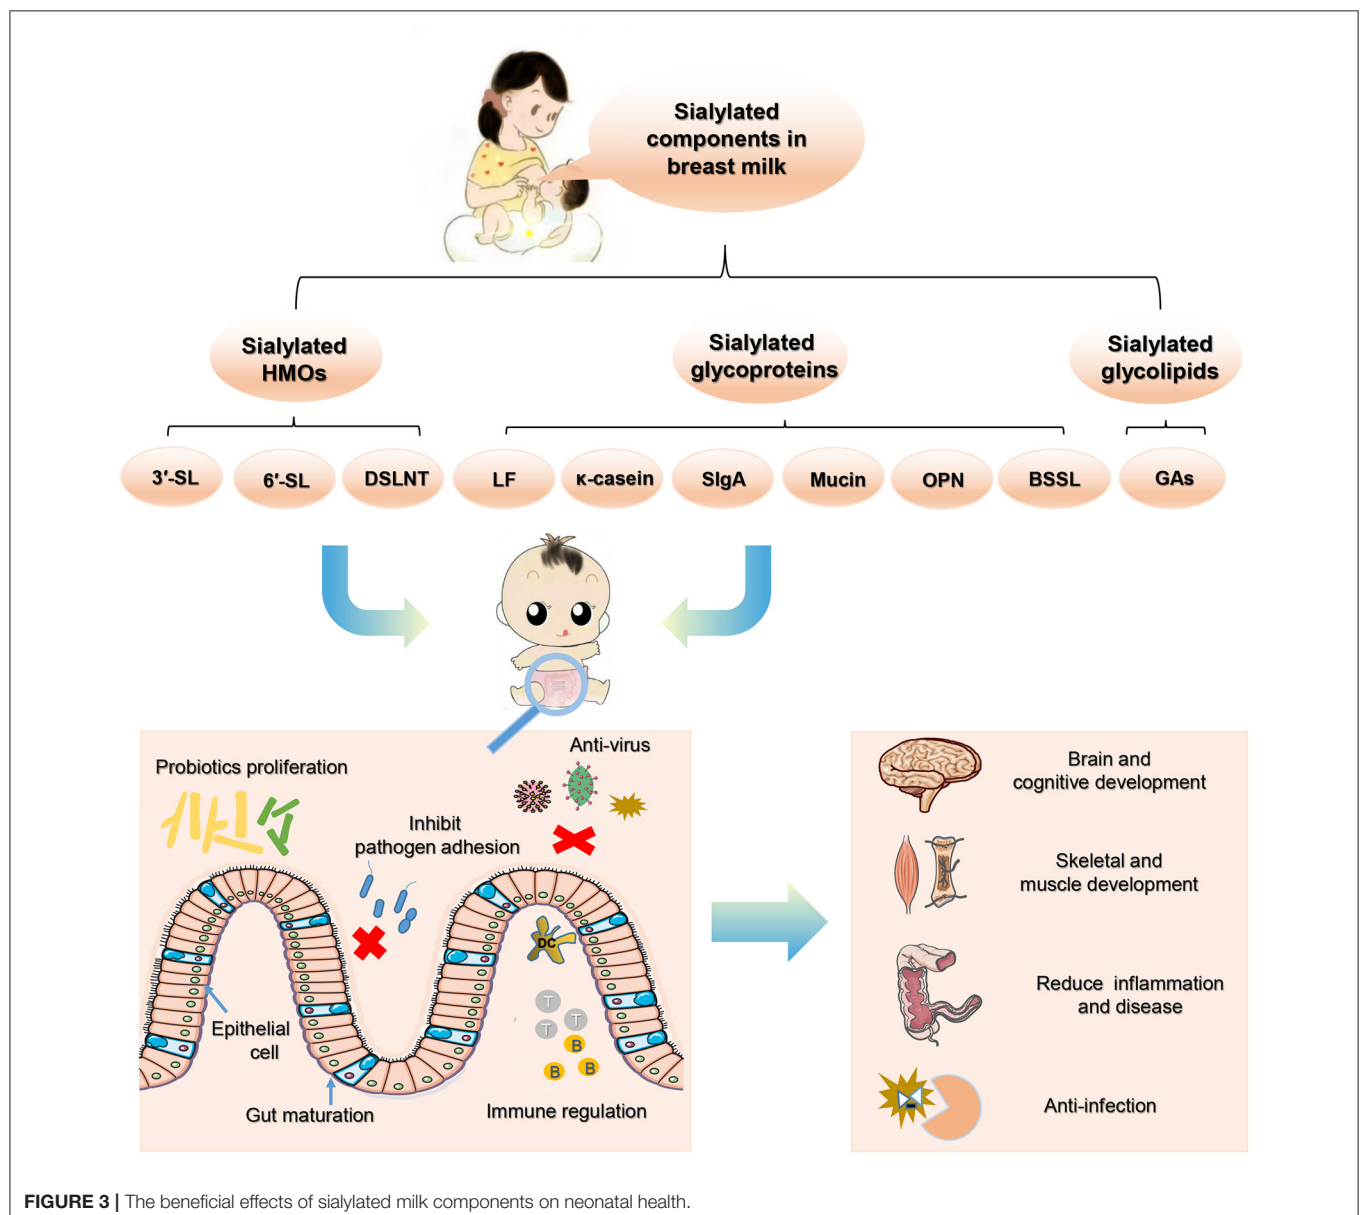 Sialylated
components in
breast milk
Sialylated
HMOs
Sialylated
glycoproteins
Sialylated
glycolipids
3′-SL
6′-SL
DSLNT
LF
κ-casein
SIgA
Mucin
OPN
BSSL
GAs
Probiotics proliferation
Anti-virus
Inhibit
pathogen adhesion
DC
T
T
T
B
B
B
Epithelial
cell
Gut maturation
Immune regulation
Brain and
cognitive development
Skeletal and
muscle development
Reduce inflammation
and disease
Anti-infection
FIGURE 3 | The beneficial effects of sialylated milk components on neonatal health.